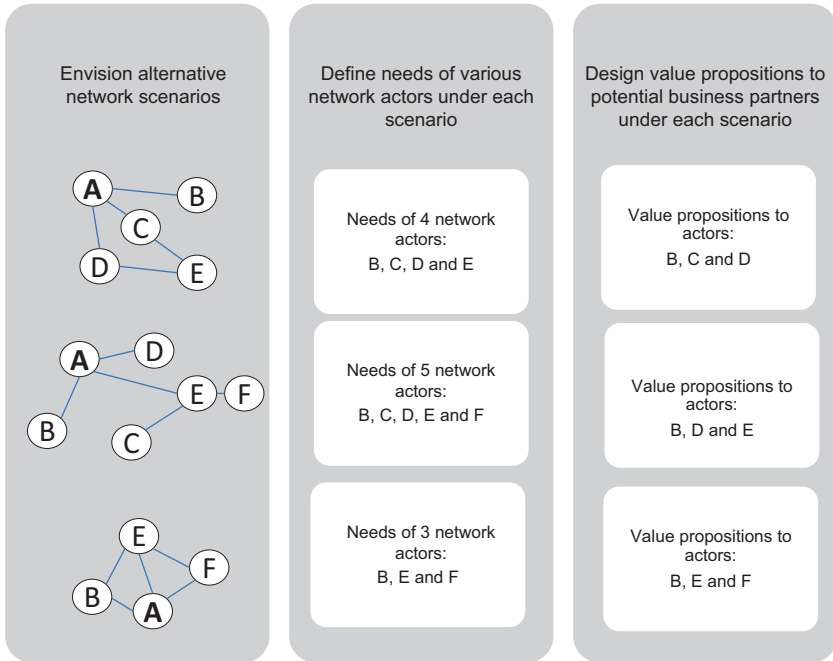 Envision alternative
network scenarios
A
B
C
D
E
A
D
E
F
B
C
E
F
B
A
Define needs of various
network actors under each
scenario
Needs of 4 network
actors:
B, C, D and E
Needs of 5 network
actors:
B, C, D, E and F
Needs of 3 network
actors:
B, E and F
Design value propositions to
potential business partners
under each scenario
Value propositions to
actors:
B, C and D
Value propositions to
actors:
B, D and E
Value propositions to
actors:
B, E and F